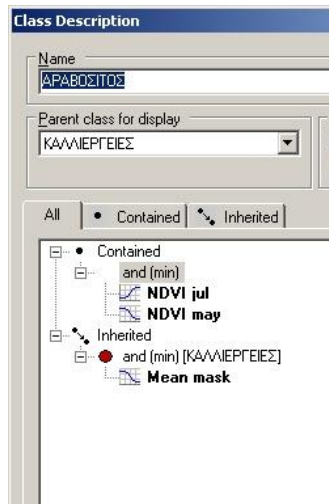 Class Description
Name
ΑΡΑΒΟΣΙΤΟΣ
Parent class for display
ΚΑΛΛΙΕΡΓΕΙΕΣ
All Contained Inherited
Contained
and (min)
NDVI jul
NDVI may
Inherited
and (min) [ΚΑΛΛΙΕΡΓΕΙΕΣ]
Mean mask